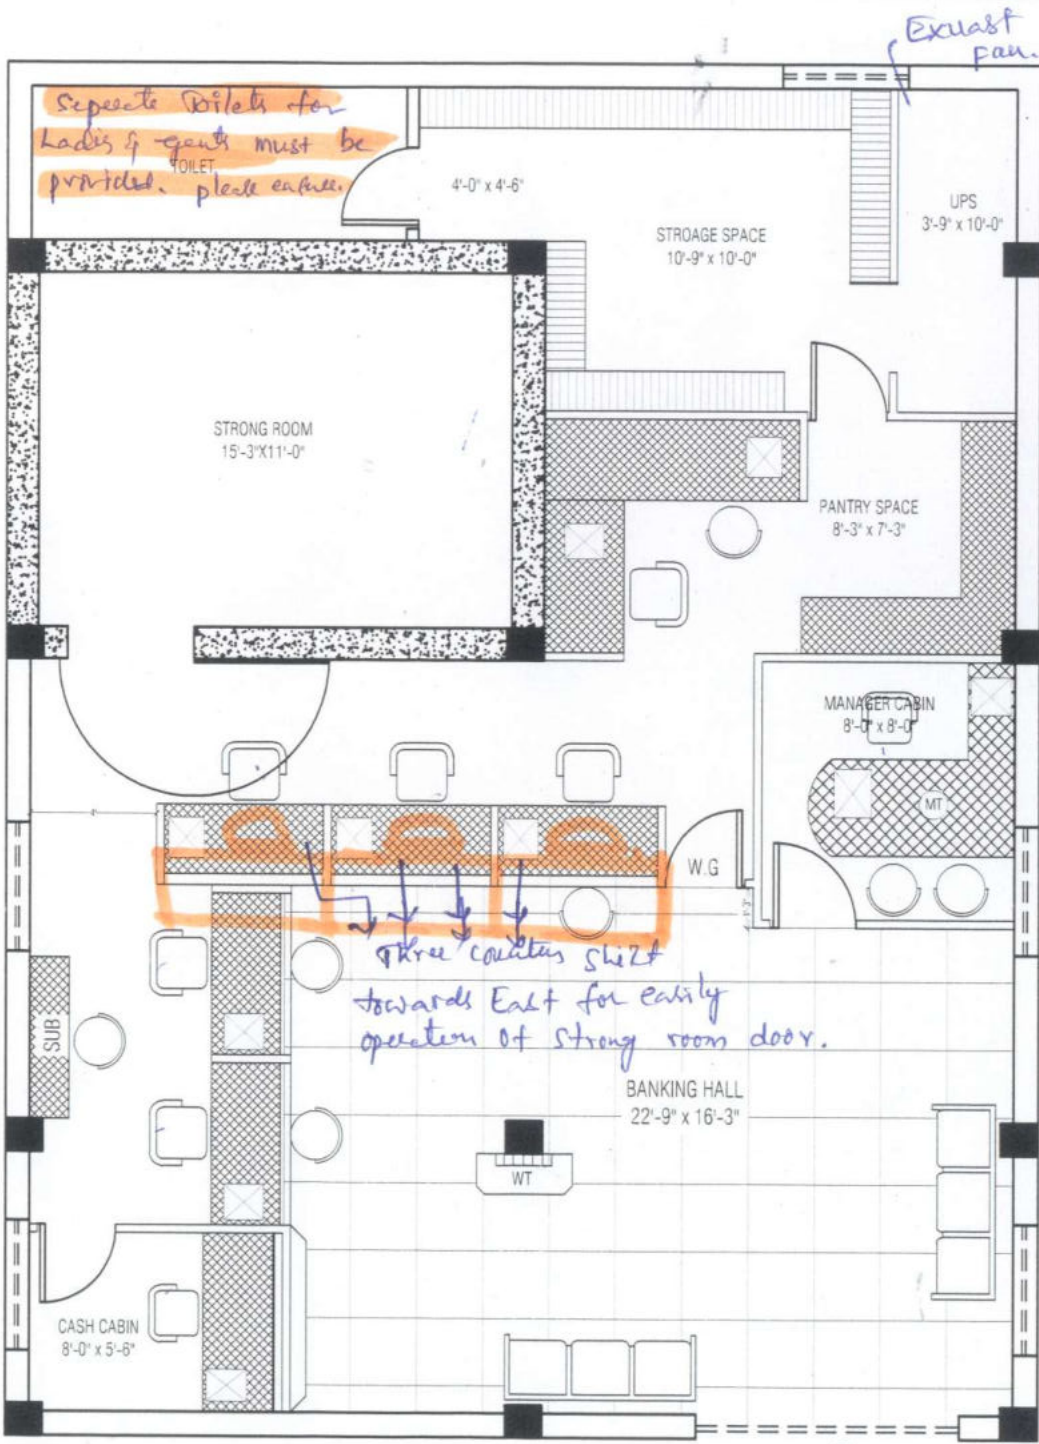 Exuast
Fan.
Seperate Toilets for
Ladis & gents must be
TOILET
provided. please ensure.
4'-0" x 4'-6"
STROAGE SPACE
10'-9" x 10'-0"
UPS
3'-9" x 10'-0"
STRONG ROOM
15'-3"X11'-0"
PANTRY SPACE
8'-3" x 7'-3"
MANAGER CABIN
8'-0" x 8'-0"
MT
W.G
Three counters shift
towards East for easily
operation of strong room door.
SUB
BANKING HALL
22'-9" x 16'-3"
WT
CASH CABIN
8'-0" x 5'-6"